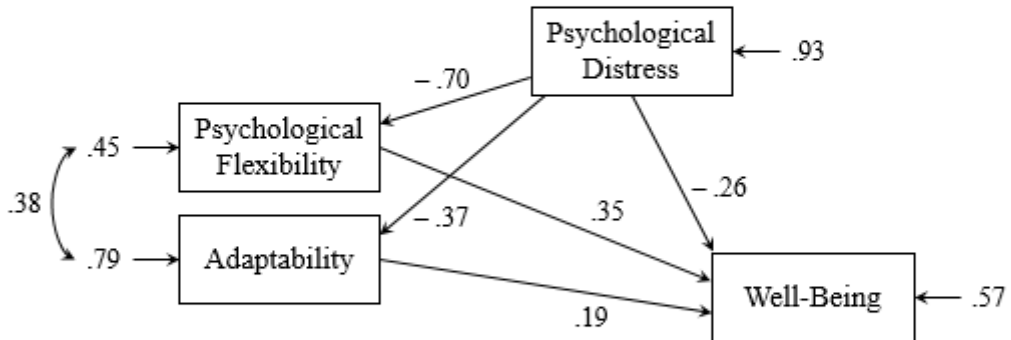 Psychological
Distress
.93
– .70
Psychological
Flexibility
.45
.38
– .37
.35
– .26
.79
Adaptability
.19
Well-Being
.57